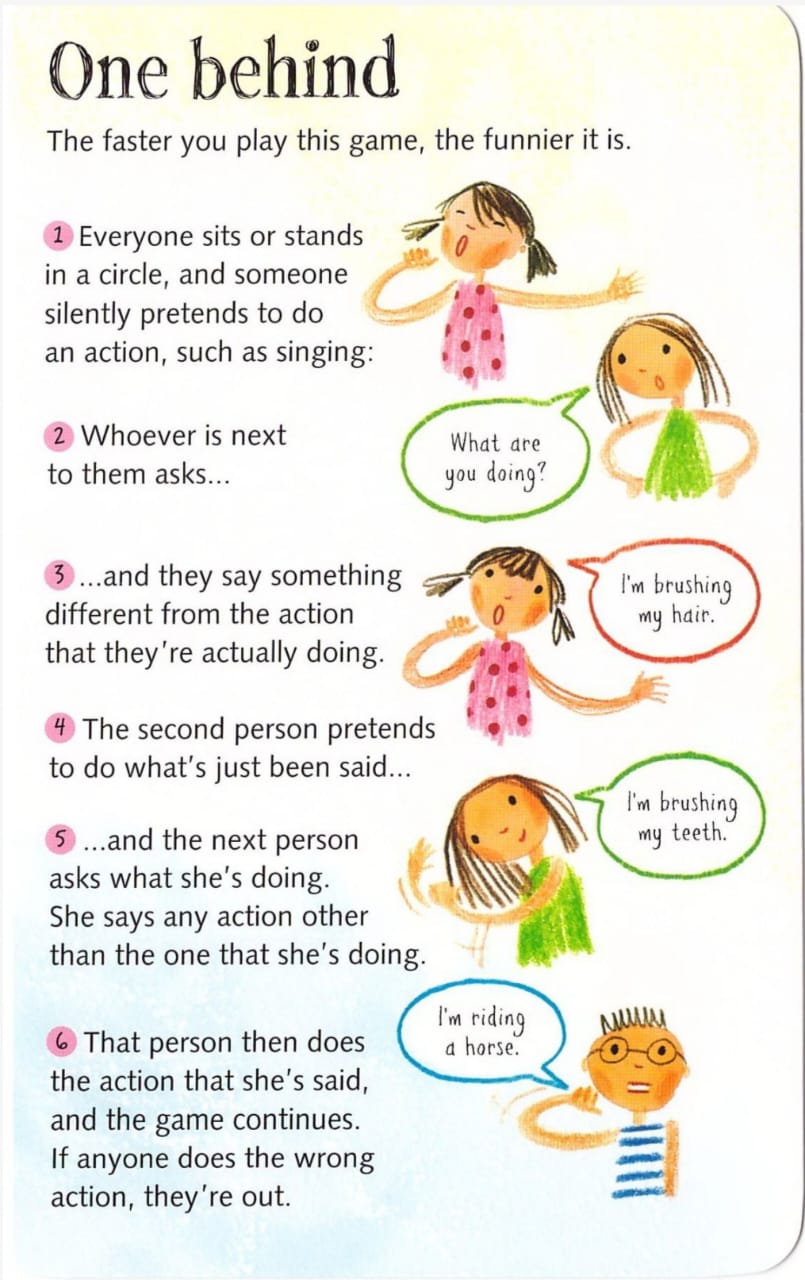 One behind
The faster you play this game, the funnier it is.
1 Everyone sits or stands
in a circle, and someone
silently pretends to do
an action, such as singing:
2 Whoever is next
to them asks...
What are
you doing?
3 ...and they say something
different from the action
that they're actually doing.
I'm brushing
my hair.
4 The second person pretends
to do what's just been said...
I'm brushing
my teeth.
5 ...and the next person
asks what she's doing.
She says any action other
than the one that she's doing.
I'm riding
a horse.
6 That person then does
the action that she's said,
and the game continues.
If anyone does the wrong
action, they're out.